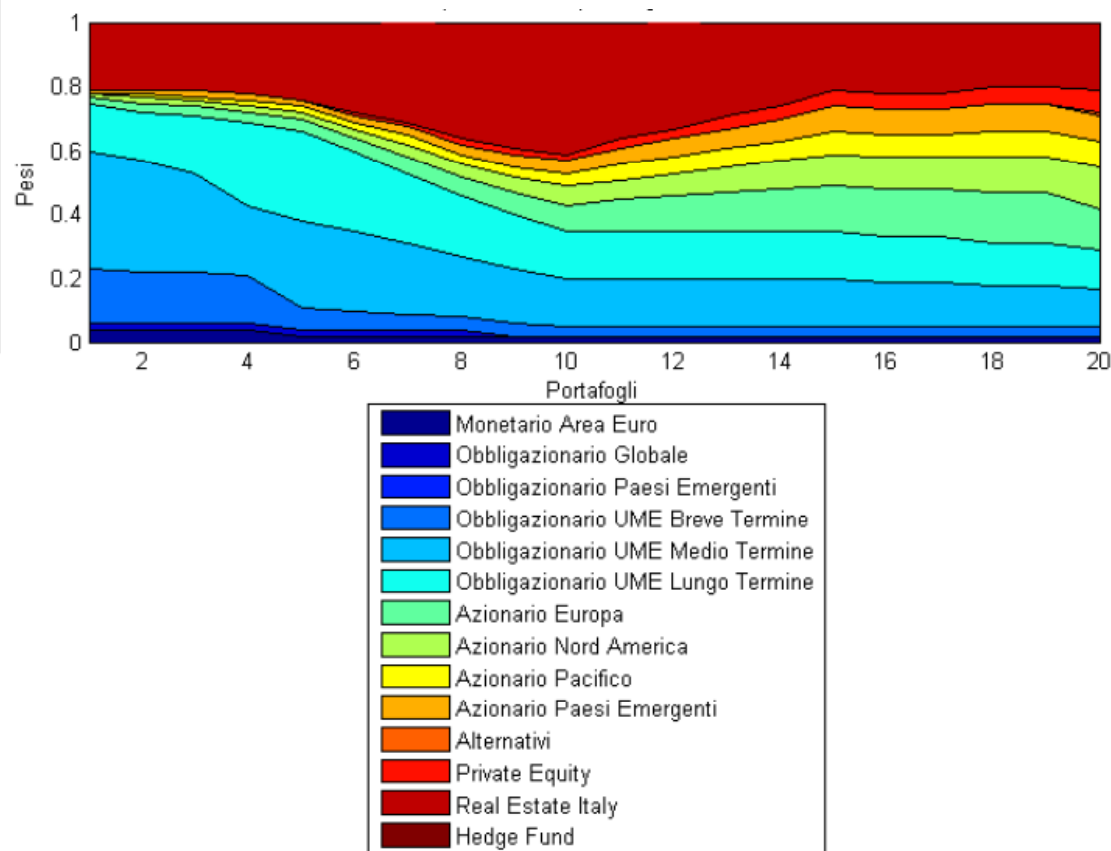 1
0.8
0.6
0.4
0.2
0
Pesi
2 4 6 8 10 12 14 16 18 20
Portafogli
Monetario Area Euro
Obbligazionario Globale
Obbligazionario Paesi Emergenti
Obbligazionario UME Breve Termine
Obbligazionario UME Medio Termine
Obbligazionario UME Lungo Termine
Azionario Europa
Azionario Nord America
Azionario Pacifico
Azionario Paesi Emergenti
Alternativi
Private Equity
Real Estate Italy
Hedge Fund